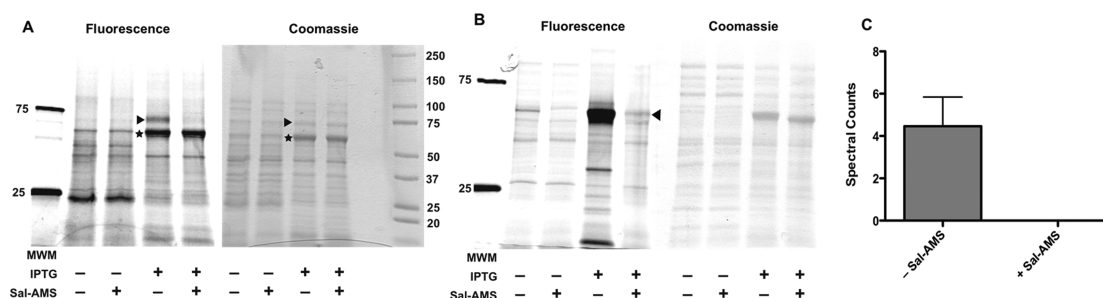 A
Fluorescence
Coomassie
75
25
250
150
100
75
50
37
25
20
MWM
IPTG – – + + – – + +
Sal-AMS – + – + – + – +
B
Fluorescence
Coomassie
75
25
MWM
IPTG – – + + – – + +
Sal-AMS – + – + – + – +
C
Spectral Counts
8
6
4
2
0
– Sal-AMS
+ Sal-AMS